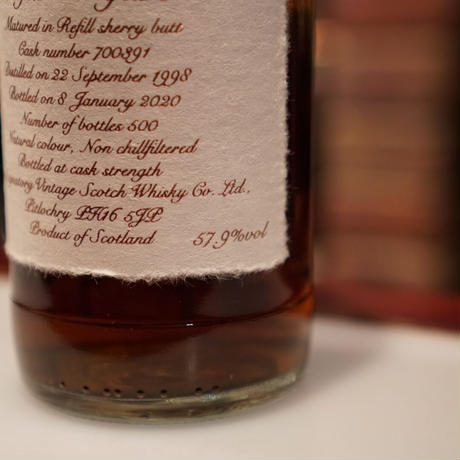 Matured in Refill sherry butt
Cask number 700391
Distilled on 22 September 1998
Bottled on 8 January 2020
Number of bottles 500
Natural colour, Non chillfiltered
Bottled at cask strength
Vintage Scotch Whisky Co. Ltd.,
Pitlochry PH16 5JP
Product of Scotland 57.9%vol